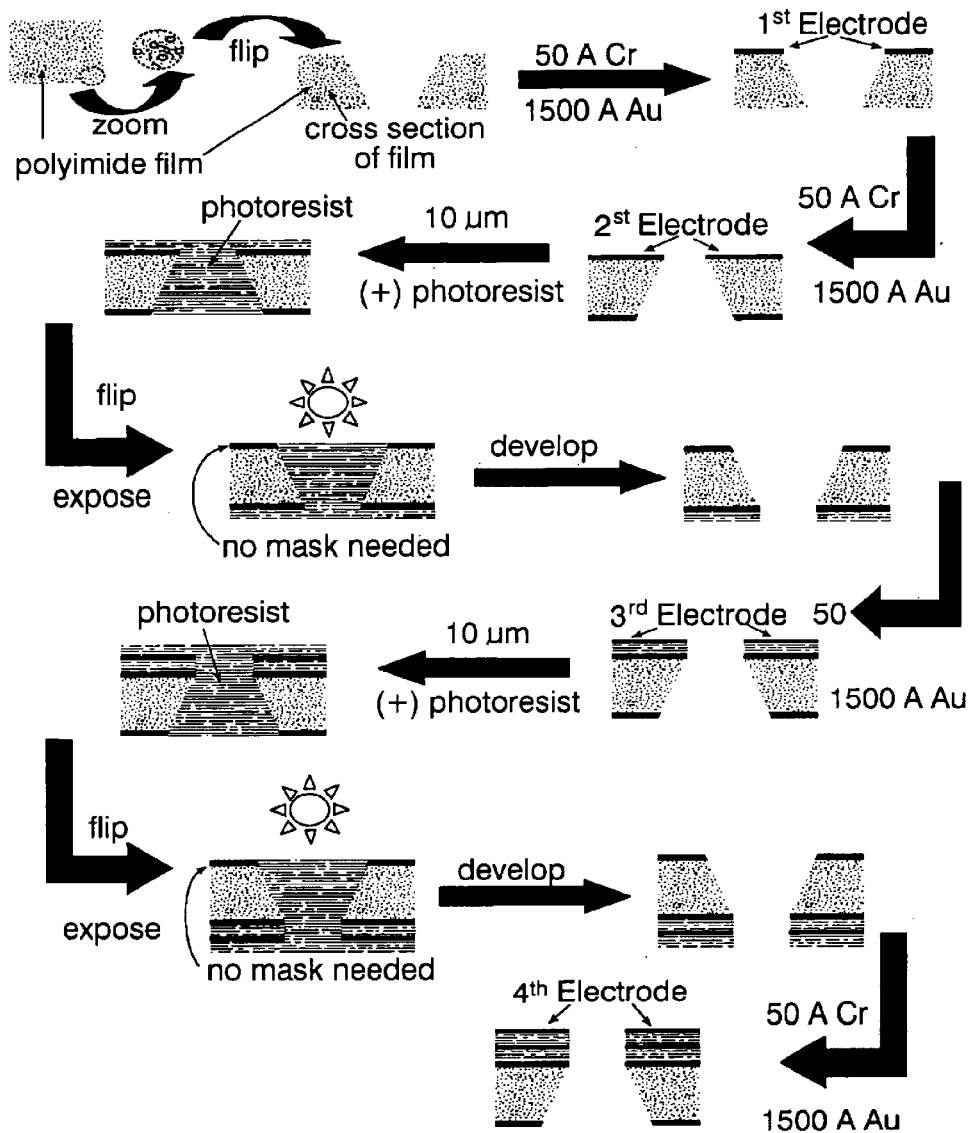 flip
zoom
polyimide film
cross section
of film
50 A Cr
1500 A Au
1st Electrode
50 A Cr
1500 A Au
2st Electrode
10 µm
(+) photoresist
photoresist
flip
expose
no mask needed
develop
50
1500 A Au
3rd Electrode
10 µm
(+) photoresist
photoresist
flip
expose
no mask needed
develop
50 A Cr
1500 A Au
4th Electrode